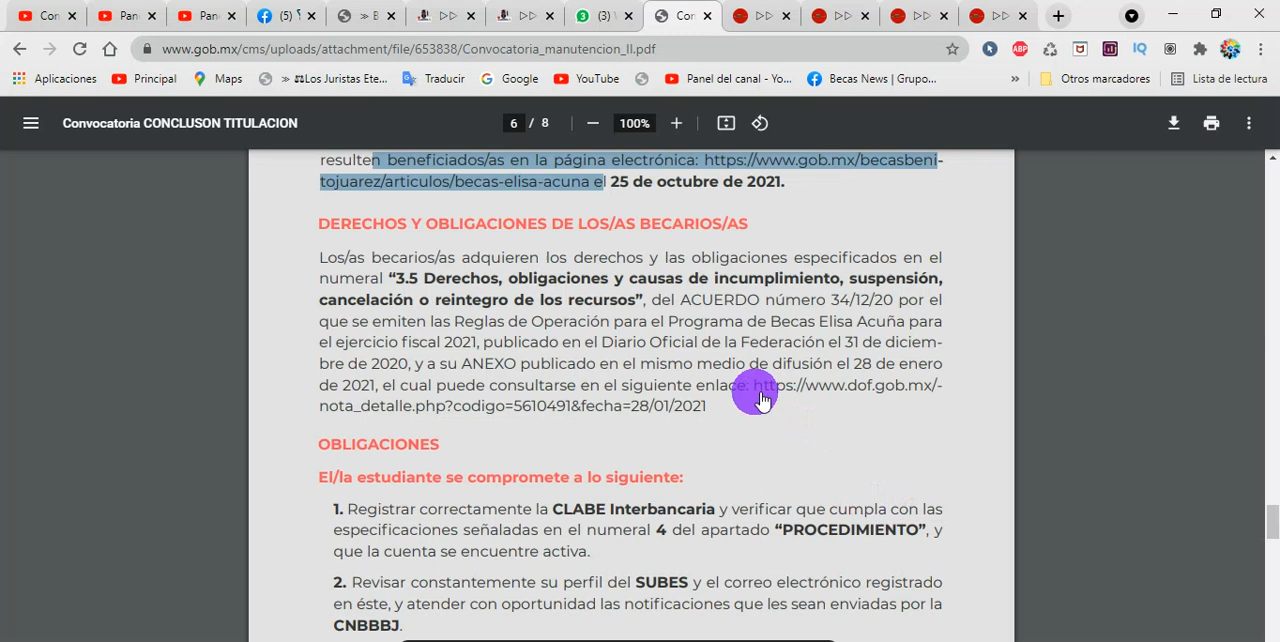 Cor
Pan
Pan
(5) Y
» B
▷▷
▷▷
(3) V
Cor
▷▷
▷▷
▷▷
▷▷
www.gob.mx/cms/uploads/attachment/file/653838/Convocatoria_manutencion_II.pdf
ABP
IQ
Aplicaciones
Principal
Maps
» ⚖Los Juristas Ete...
Traducir
Google
YouTube
Panel del canal - Yo...
Becas News | Grupo...
»
Otros marcadores
Lista de lectura
Convocatoria CONCLUSON TITULACION
6 / 8
100%
resulten beneficiados/as en la página electrónica: https://www.gob.mx/becasbeni-
tojuarez/articulos/becas-elisa-acuna el 25 de octubre de 2021.
DERECHOS Y OBLIGACIONES DE LOS/AS BECARIOS/AS
Los/as becarios/as adquieren los derechos y las obligaciones especificados en el
numeral “3.5 Derechos, obligaciones y causas de incumplimiento, suspensión,
cancelación o reintegro de los recursos”, del ACUERDO número 34/12/20 por el
que se emiten las Reglas de Operación para el Programa de Becas Elisa Acuña para
el ejercicio fiscal 2021, publicado en el Diario Oficial de la Federación el 31 de diciem-
bre de 2020, y a su ANEXO publicado en el mismo medio de difusión el 28 de enero
de 2021, el cual puede consultarse en el siguiente enlace: https://www.dof.gob.mx/-
nota_detalle.php?codigo=5610491&fecha=28/01/2021
OBLIGACIONES
El/la estudiante se compromete a lo siguiente:
1. Registrar correctamente la CLABE Interbancaria y verificar que cumpla con las
especificaciones señaladas en el numeral 4 del apartado “PROCEDIMIENTO”, y
que la cuenta se encuentre activa.
2. Revisar constantemente su perfil del SUBES y el correo electrónico registrado
en éste, y atender con oportunidad las notificaciones que les sean enviadas por la
CNBBBJ.